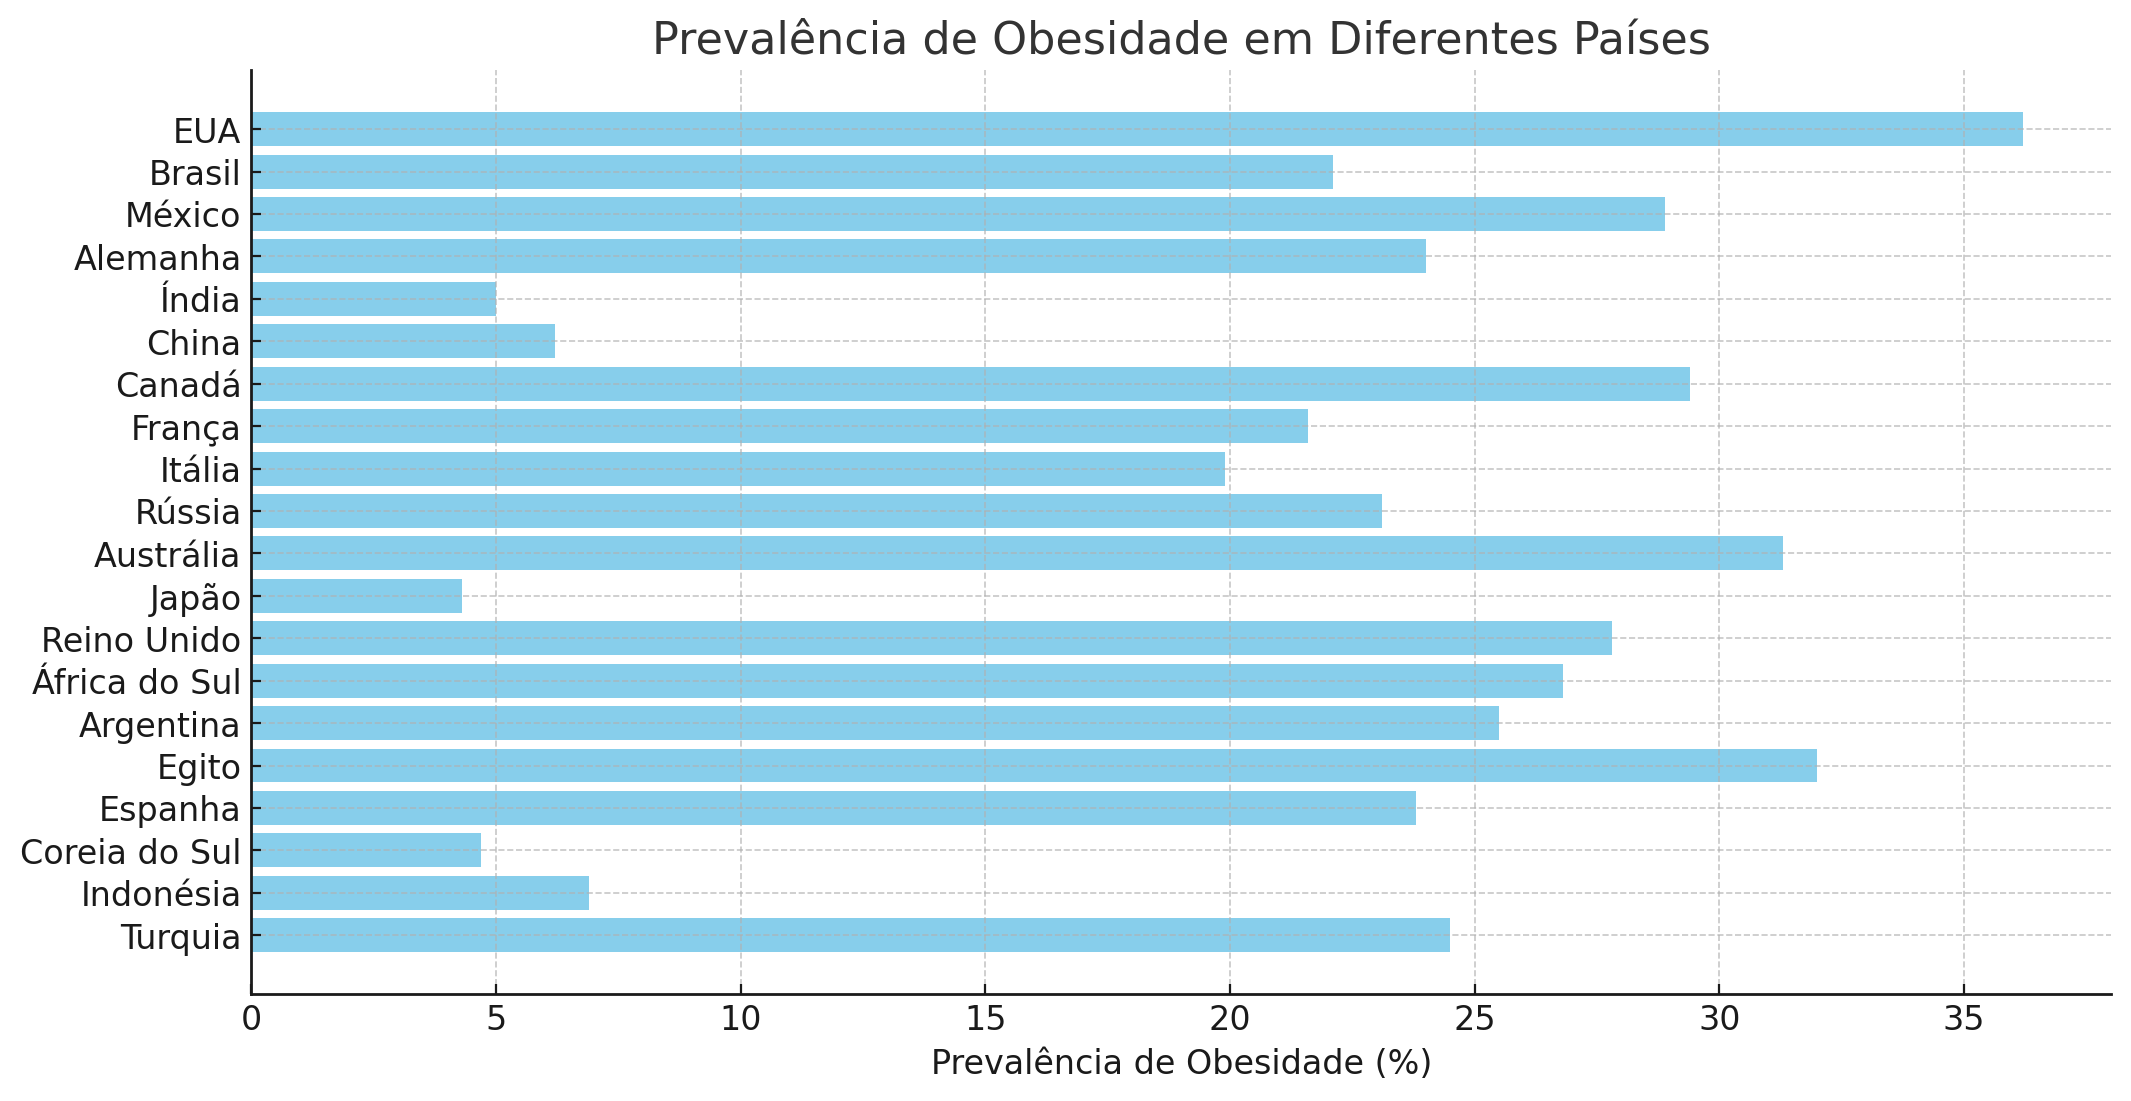 Prevalência de Obesidade em Diferentes Países
EUA
Brasil
México
Alemanha
Índia
China
Canadá
França
Itália
Rússia
Austrália
Japão
Reino Unido
África do Sul
Argentina
Egito
Espanha
Coreia do Sul
Indonésia
Turquia
0 5 10 15 20 25 30 35
Prevalência de Obesidade (%)